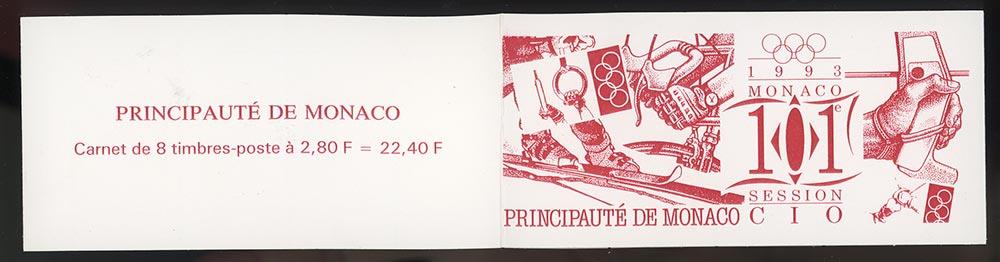 PRINCIPAUTÉ DE MONACO
Carnet de 8 timbres-poste à 2,80 F = 22,40 F
1993
MONACO
101e
SESSION
CIO
PRINCIPAUTÉ DE MONACO